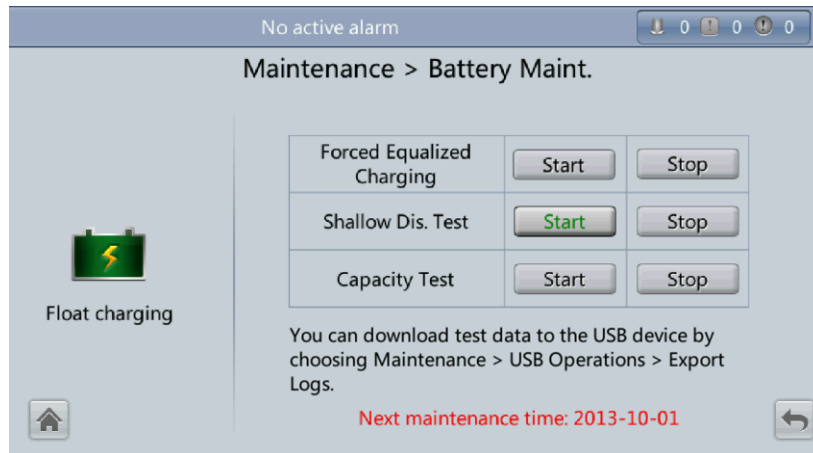 No active alarm
0 0 0
Maintenance > Battery Maint.
Forced Equalized
Charging
Start
Stop
Shallow Dis. Test
Start
Stop
Capacity Test
Start
Stop
Float charging
You can download test data to the USB device by
choosing Maintenance > USB Operations > Export
Logs.
Next maintenance time: 2013-10-01